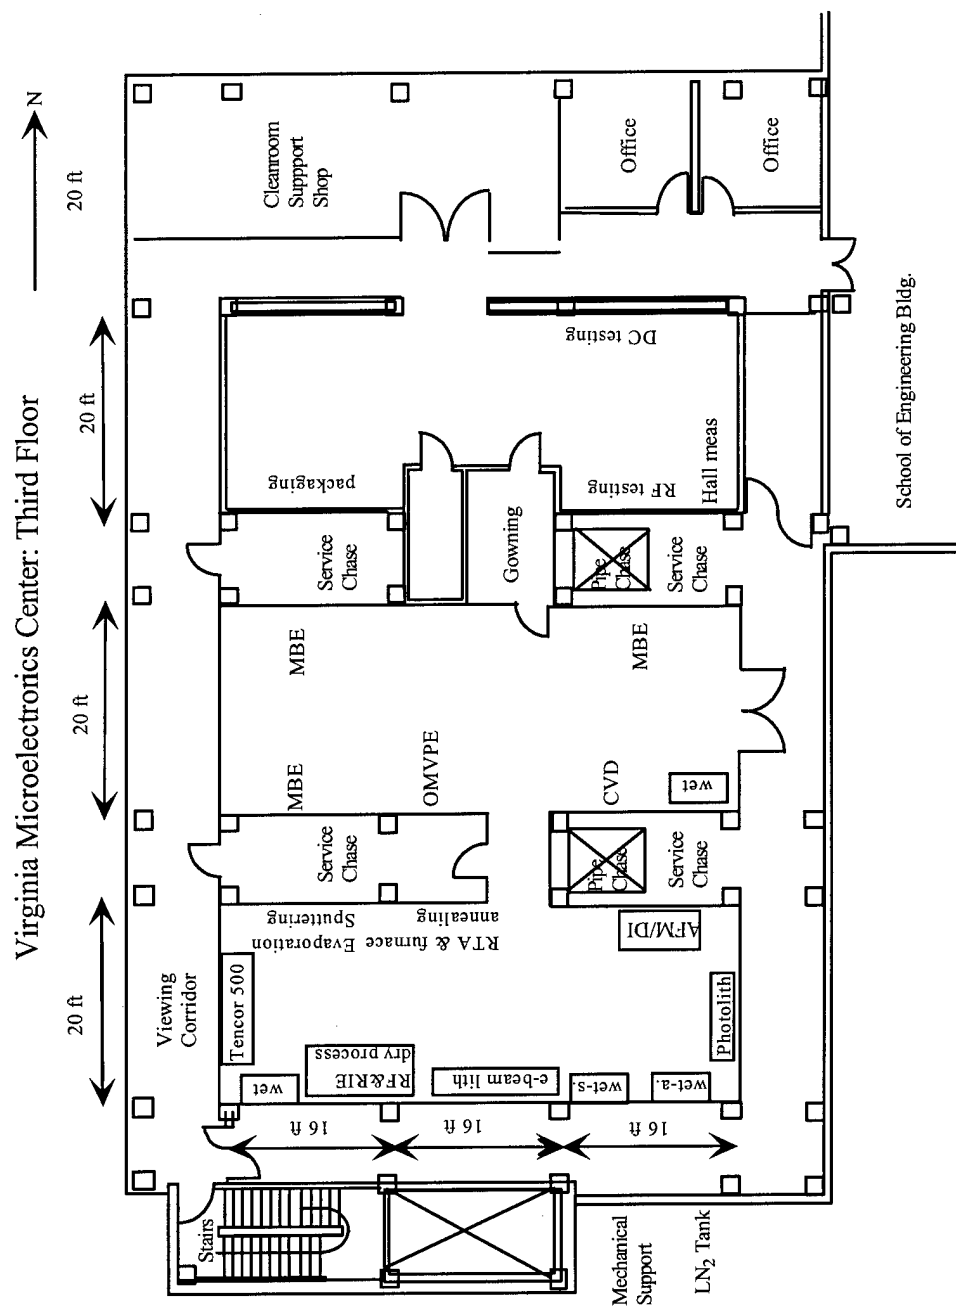 Virginia Microelectronics Center: Third Floor
N
20 ft
20 ft
20 ft
20 ft
Viewing
Corridor
Cleanroom
Suppport
Shop
Office
Office
School of Engineering Bldg.
packaging
DC testing
RF testing
Hall meas
Service
Chase
Gowning
Pipe
Chase
Service
Chase
MBE
MBE
MBE
OMVPE
CVD
wet
Service
Chase
Pipe
Chase
Service
Chase
Sputtering
Evaporation
RTA & furnace
annealing
AFM/DI
Tencor 500
Photolith
wet
RF&RIE
dry process
e-beam lith
wet-s.
wet-a.
16 ft
16 ft
16 ft
Stairs
Mechanical
Support
LN2 Tank